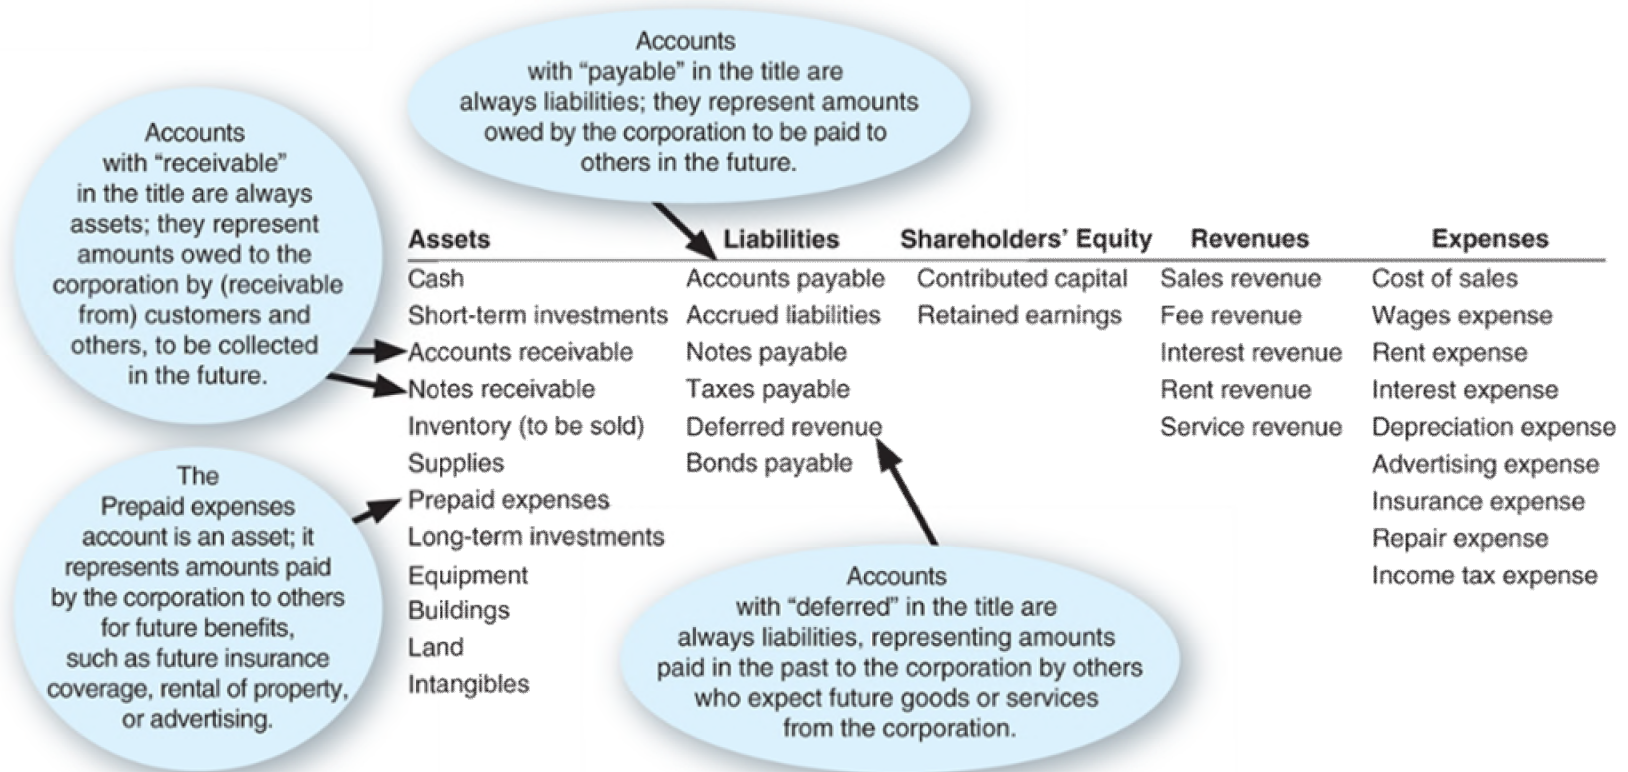 Accounts
with “payable” in the title are
always liabilities; they represent amounts
owed by the corporation to be paid to
others in the future.
Accounts
with “receivable”
in the title are always
assets; they represent
amounts owed to the
corporation by (receivable
from) customers and
others, to be collected
in the future.
The
Prepaid expenses
account is an asset; it
represents amounts paid
by the corporation to others
for future benefits,
such as future insurance
coverage, rental of property,
or advertising.
Assets Liabilities Shareholders’ Equity Revenues Expenses
Cash Accounts payable Contributed capital Sales revenue Cost of sales
Short-term investments Accrued liabilities Retained earnings Fee revenue Wages expense
Accounts receivable Notes payable Interest revenue Rent expense
Notes receivable Taxes payable Rent revenue Interest expense
Inventory (to be sold) Deferred revenue Service revenue Depreciation expense
Supplies Bonds payable Advertising expense
Prepaid expenses Insurance expense
Long-term investments Repair expense
Equipment Income tax expense
Buildings
Land
Intangibles
Accounts
with “deferred” in the title are
always liabilities, representing amounts
paid in the past to the corporation by others
who expect future goods or services
from the corporation.